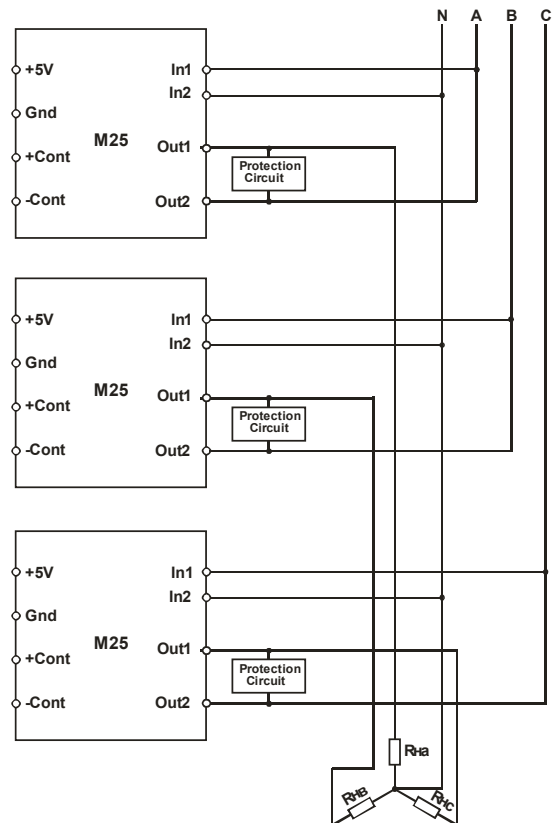 N A B C
+5V In1
In2
Gnd
M25
Out1
+Cont
Protection
Circuit
-Cont Out2
+5V In1
In2
Gnd
M25
Out1
+Cont
Protection
Circuit
-Cont Out2
+5V In1
In2
Gnd
M25
Out1
+Cont
Protection
Circuit
-Cont Out2
RHa
RHB RHC